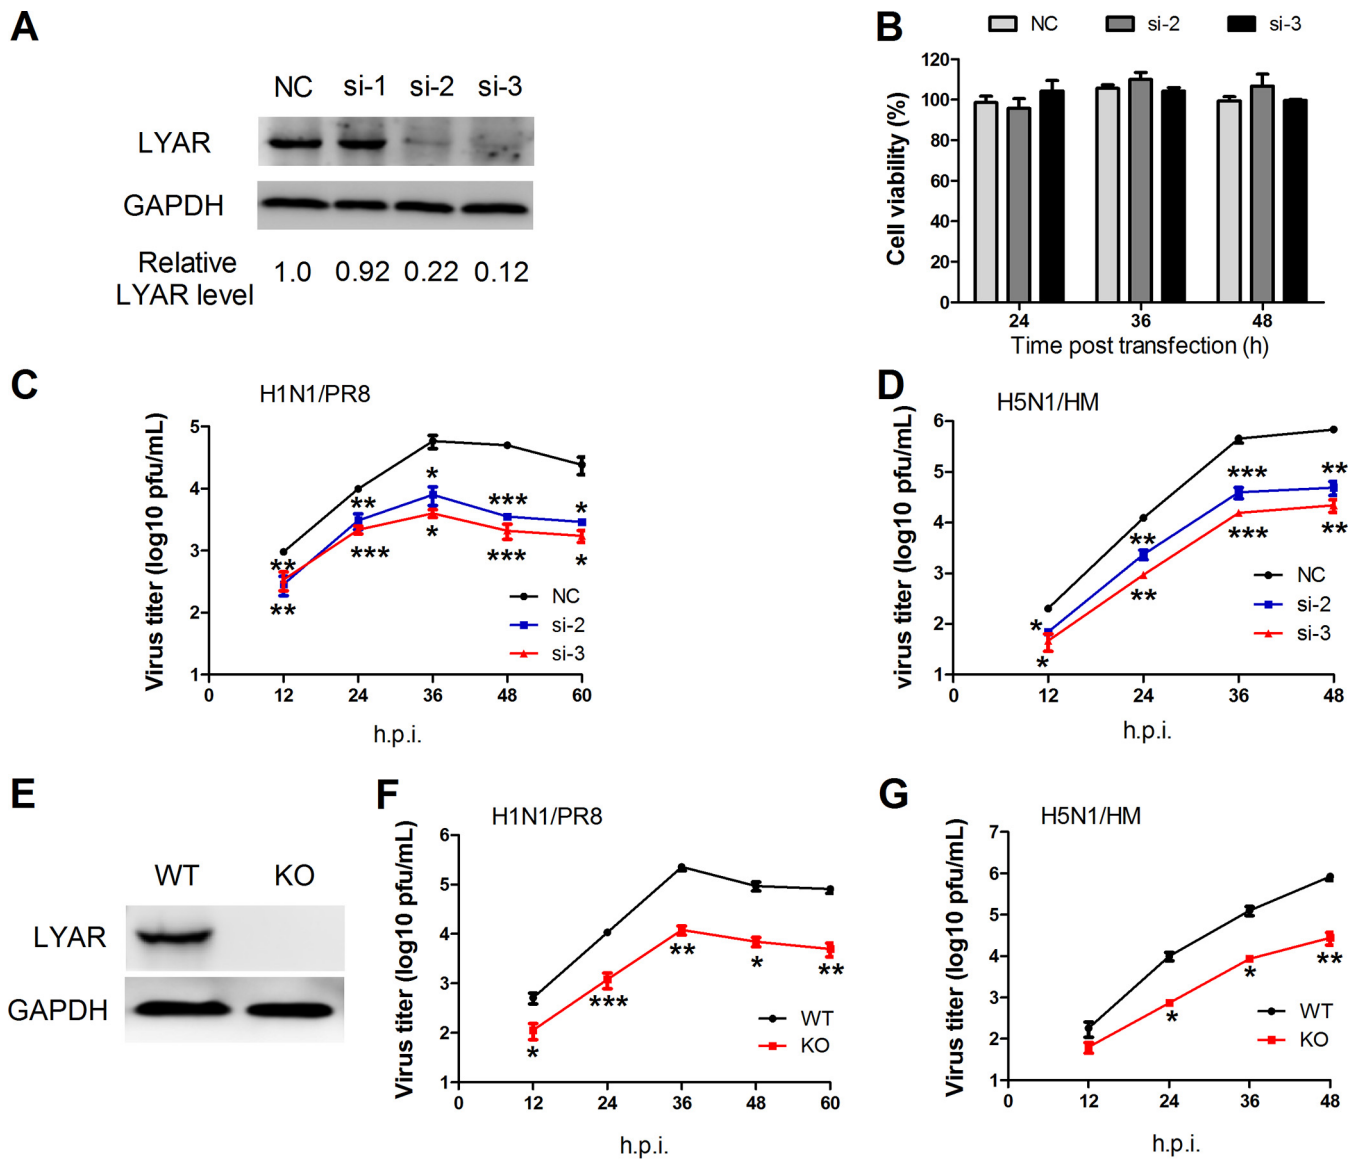 A
NC si-1 si-2 si-3
LYAR
GAPDH
Relative
LYAR level
1.0 0.92 0.22 0.12
B
NC si-2 si-3
Cell viability (%)
120
100
80
60
40
20
0
24 36 48
Time post transfection (h)
C
H1N1/PR8
Virus titer (log10 pfu/mL)
5
4
3
2
1
** ** * *** *
** *** * *** *
NC
si-2
si-3
0 12 24 36 48 60
h.p.i.
D
H5N1/HM
virus titer (log10 pfu/mL)
6
5
4
3
2
1
* ** *** **
* ** *** **
NC
si-2
si-3
0 12 24 36 48
h.p.i.
E
WT KO
LYAR
GAPDH
F
H1N1/PR8
Virus titer (log10 pfu/mL)
6
5
4
3
2
1
* *** ** * **
WT
KO
0 12 24 36 48 60
h.p.i.
G
H5N1/HM
Virus titer (log10 pfu/mL)
7
6
5
4
3
2
1
* * **
WT
KO
0 12 24 36 48
h.p.i.